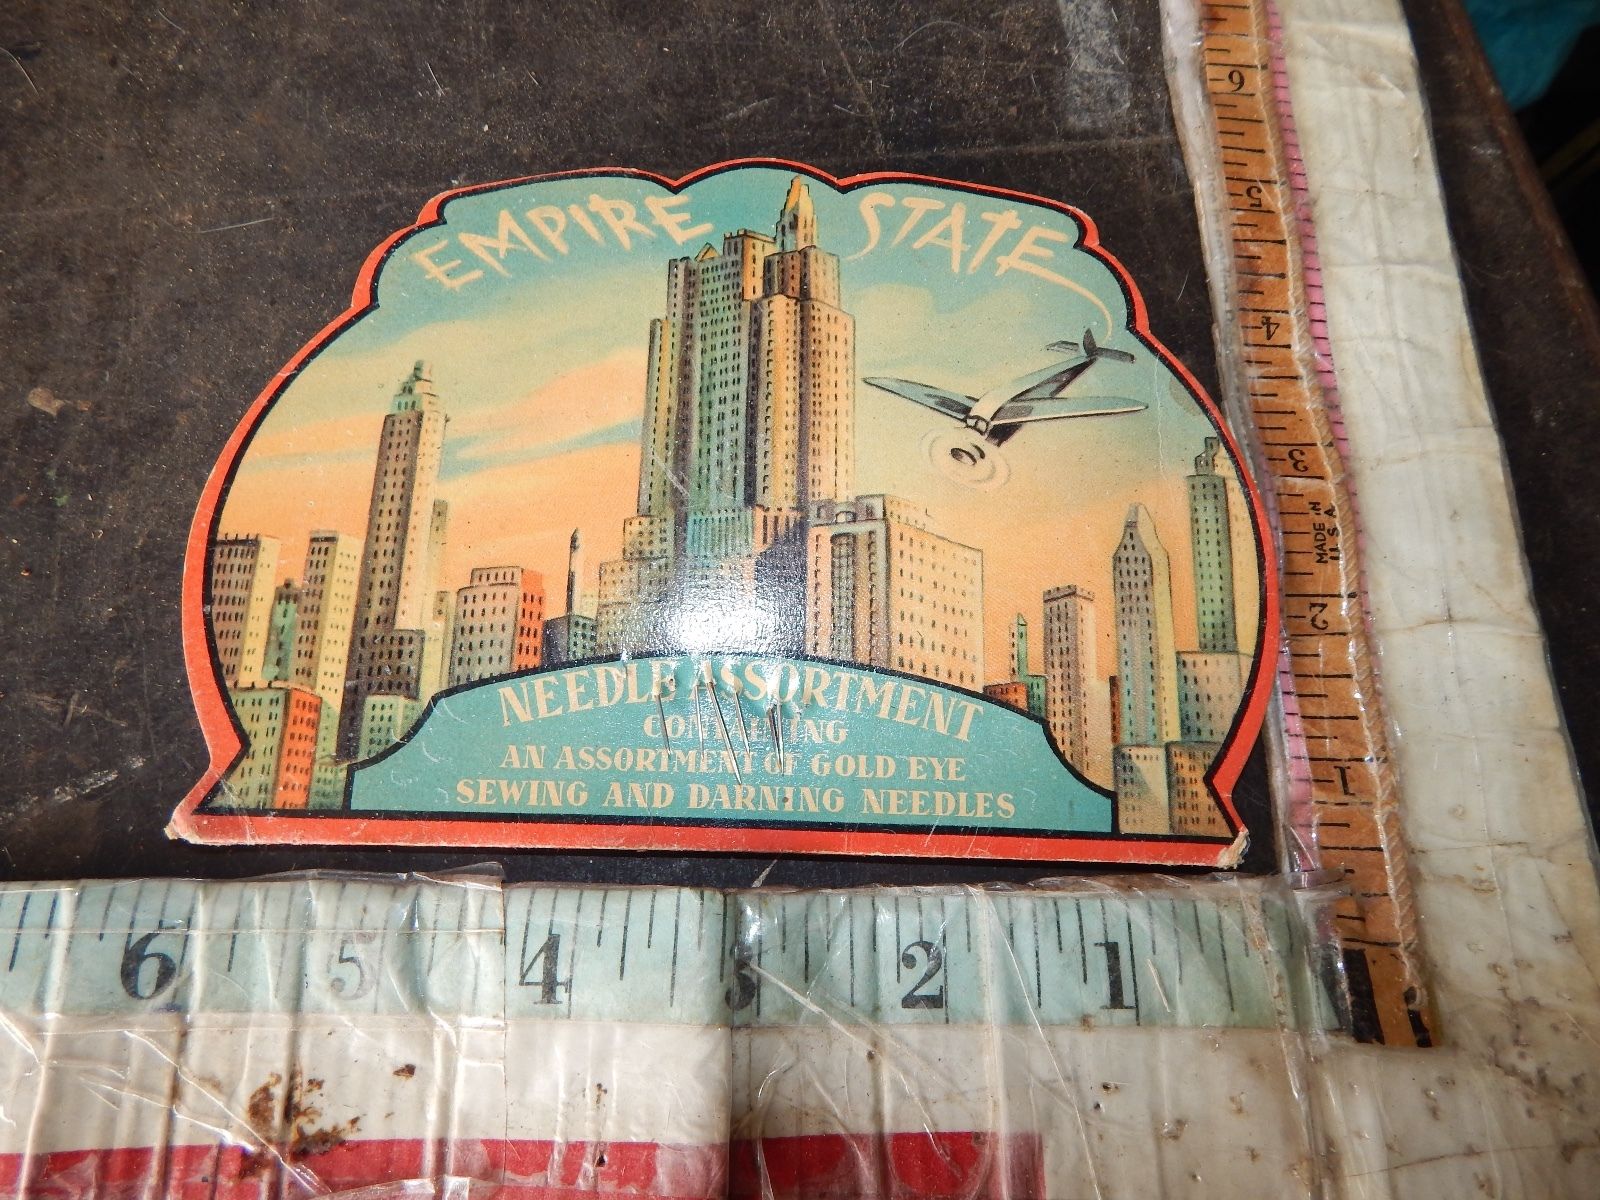 EMPIRE STATE
NEEDLE ASSORTMENT
CONTAINING
AN ASSORTMENT OF GOLD EYE
SEWING AND DARNING NEEDLES
6
5
4
3
MADE IN
U.S.A.
2
1
6 5 4 3 2 1